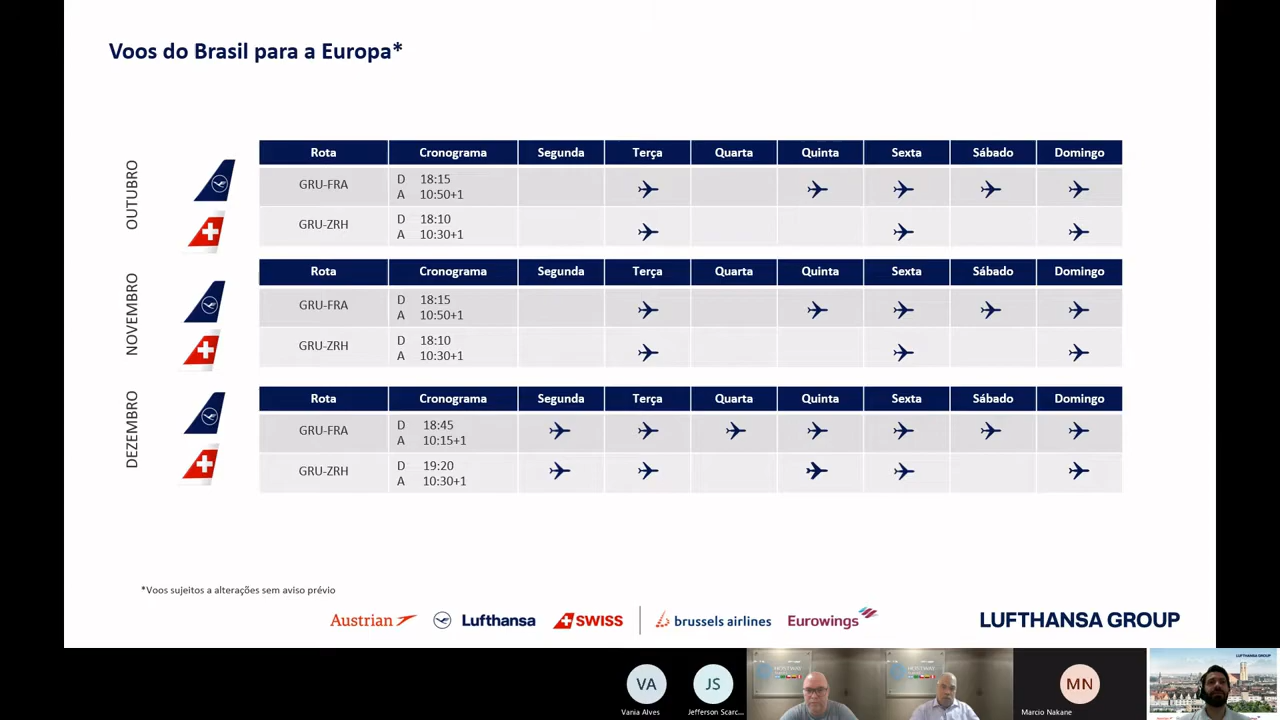 Voos do Brasil para a Europa*
OUTUBRO
Rota Cronograma Segunda Terça Quarta Quinta Sexta Sábado Domingo
GRU-FRA D 18:15
A 10:50+1
GRU-ZRH D 18:10
A 10:30+1
NOVEMBRO
Rota Cronograma Segunda Terça Quarta Quinta Sexta Sábado Domingo
GRU-FRA D 18:15
A 10:50+1
GRU-ZRH D 18:10
A 10:30+1
DEZEMBRO
Rota Cronograma Segunda Terça Quarta Quinta Sexta Sábado Domingo
GRU-FRA D 18:45
A 10:15+1
GRU-ZRH D 19:20
A 10:30+1
*Voos sujeitos a alterações sem aviso prévio
Austrian Lufthansa SWISS brussels airlines Eurowings LUFTHANSA GROUP
VA JS MN
Vania Alves Jefferson Scarc... Marcio Nakane
LUFTHANSA GROUP